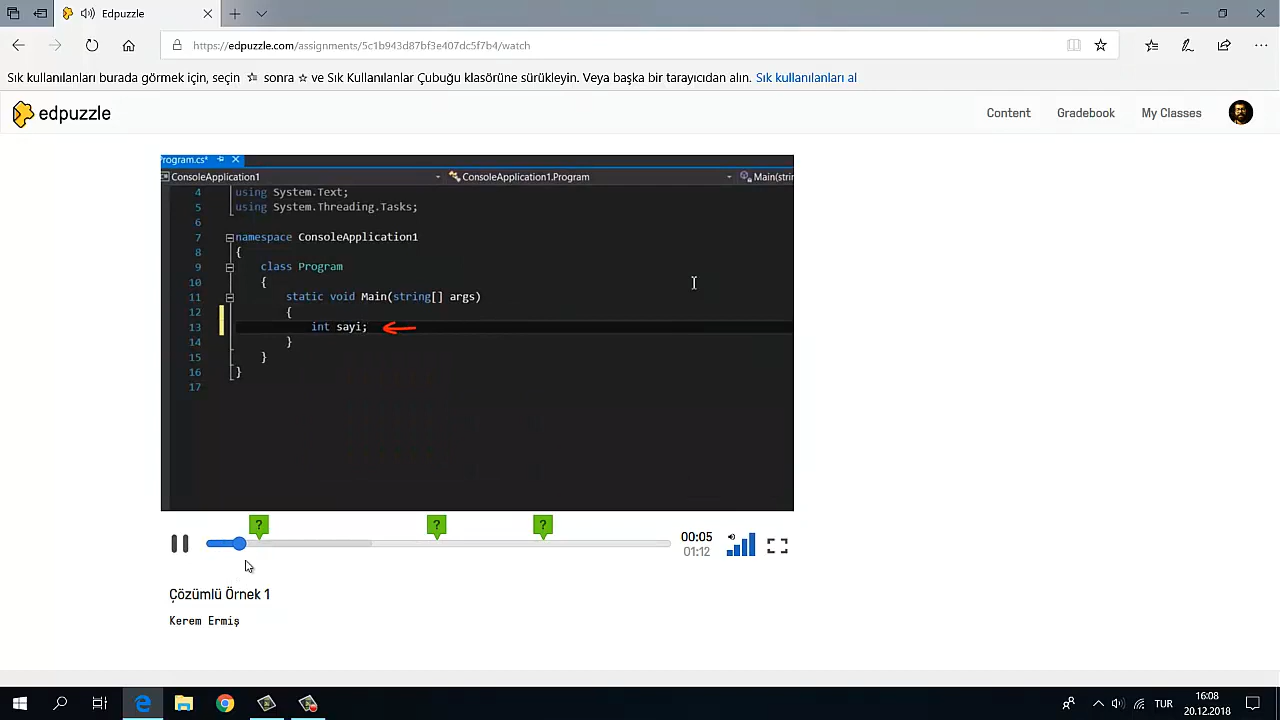 Edpuzzle
https://edpuzzle.com/assignments/5c1b943d87bf3e407dc5f7b4/watch
Sık kullanılanları burada görmek için, seçin ☆ sonra ☆ ve Sık Kullanılanlar Çubuğu klasörüne sürükleyin. Veya başka bir tarayıcıdan alın. Sık kullanılanları al
edpuzzle
Content Gradebook My Classes
Program.cs*
ConsoleApplication1 ConsoleApplication1.Program Main(strin
4 using System.Text;
5 using System.Threading.Tasks;
6
7 namespace ConsoleApplication1
8 {
9 class Program
10 {
11 static void Main(string[] args)
12 {
13 int sayi;
14 }
15 }
16 }
17
? ? ?
00:05
01:12
Çözümlü Örnek 1
Kerem Ermiş
TUR
16:08
20.12.2018